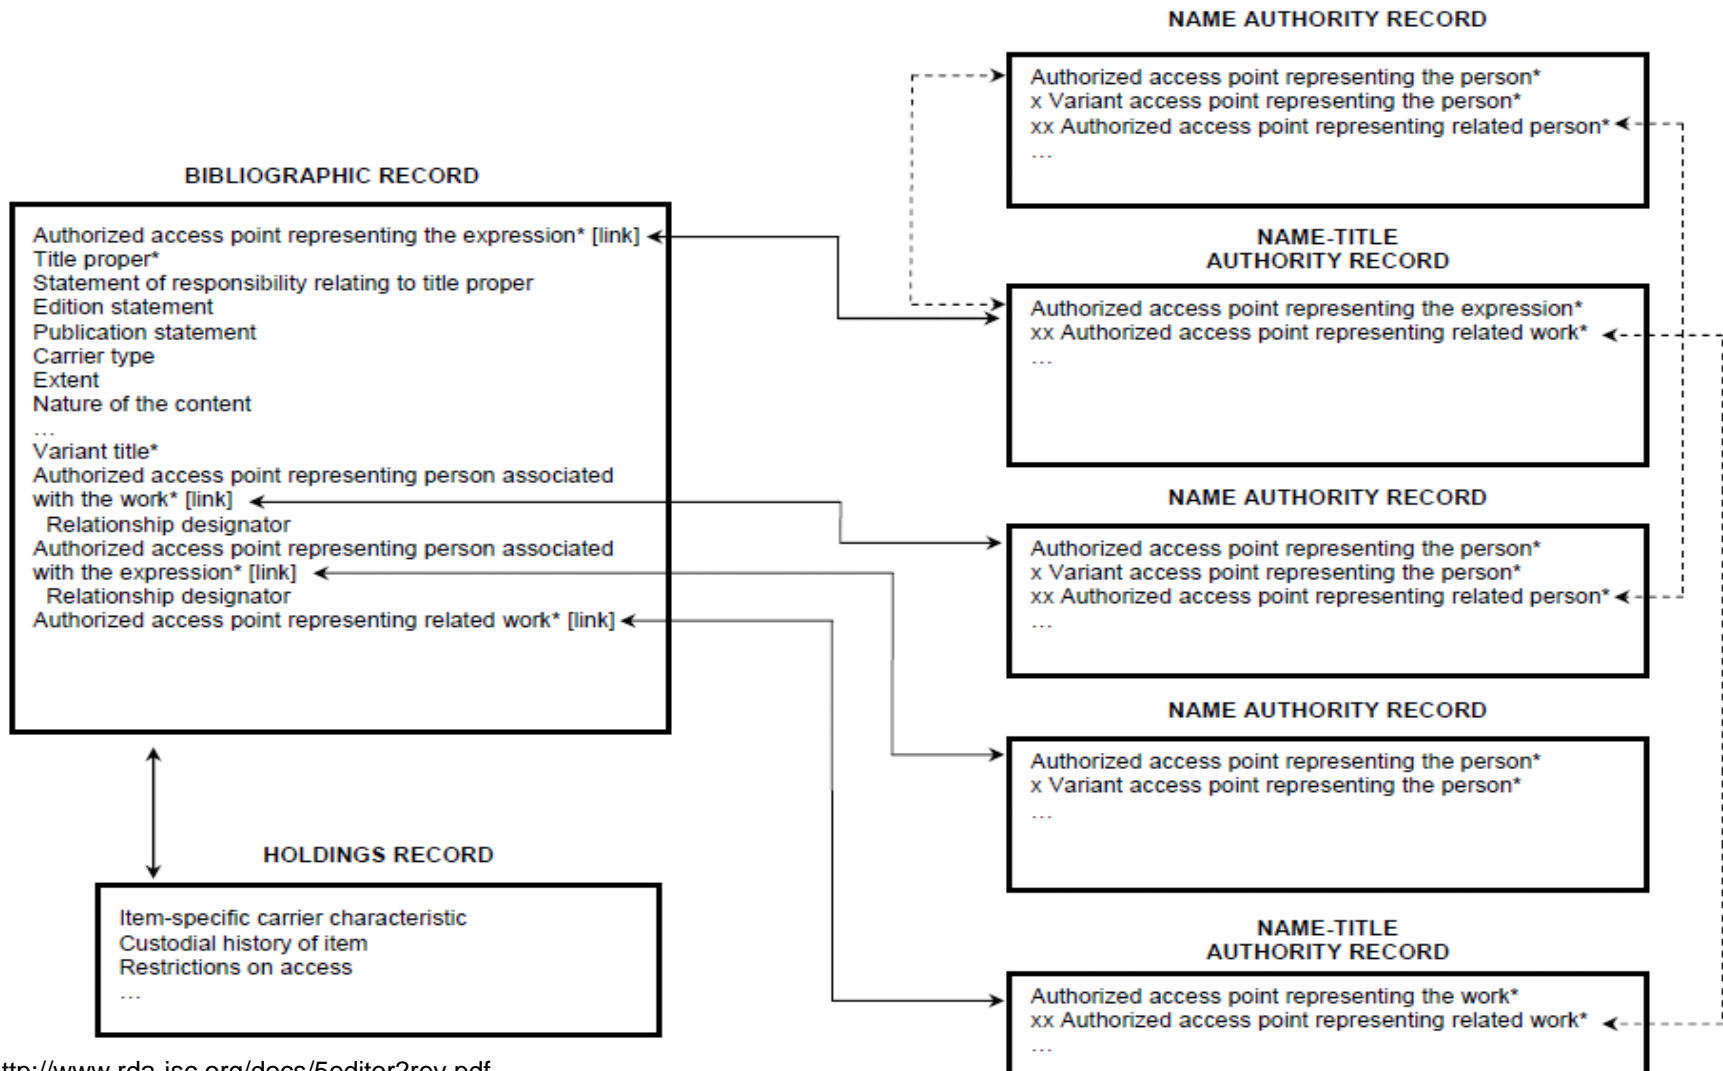 NAME AUTHORITY RECORD
Authorized access point representing the person*
x Variant access point representing the person*
xx Authorized access point representing related person*
...
BIBLIOGRAPHIC RECORD
Authorized access point representing the expression* [link]
Title proper*
Statement of responsibility relating to title proper
Edition statement
Publication statement
Carrier type
Extent
Nature of the content
...
Variant title*
Authorized access point representing person associated
with the work* [link]
Relationship designator
Authorized access point representing person associated
with the expression* [link]
Relationship designator
Authorized access point representing related work* [link]
NAME-TITLE
AUTHORITY RECORD
Authorized access point representing the expression*
xx Authorized access point representing related work*
...
NAME AUTHORITY RECORD
Authorized access point representing the person*
x Variant access point representing the person*
xx Authorized access point representing related person*
...
NAME AUTHORITY RECORD
Authorized access point representing the person*
x Variant access point representing the person*
...
HOLDINGS RECORD
Item-specific carrier characteristic
Custodial history of item
Restrictions on access
...
NAME-TITLE
AUTHORITY RECORD
Authorized access point representing the work*
xx Authorized access point representing related work*
...
ttp://www.rda-jsc.org/docs/5editor2rev.pdf